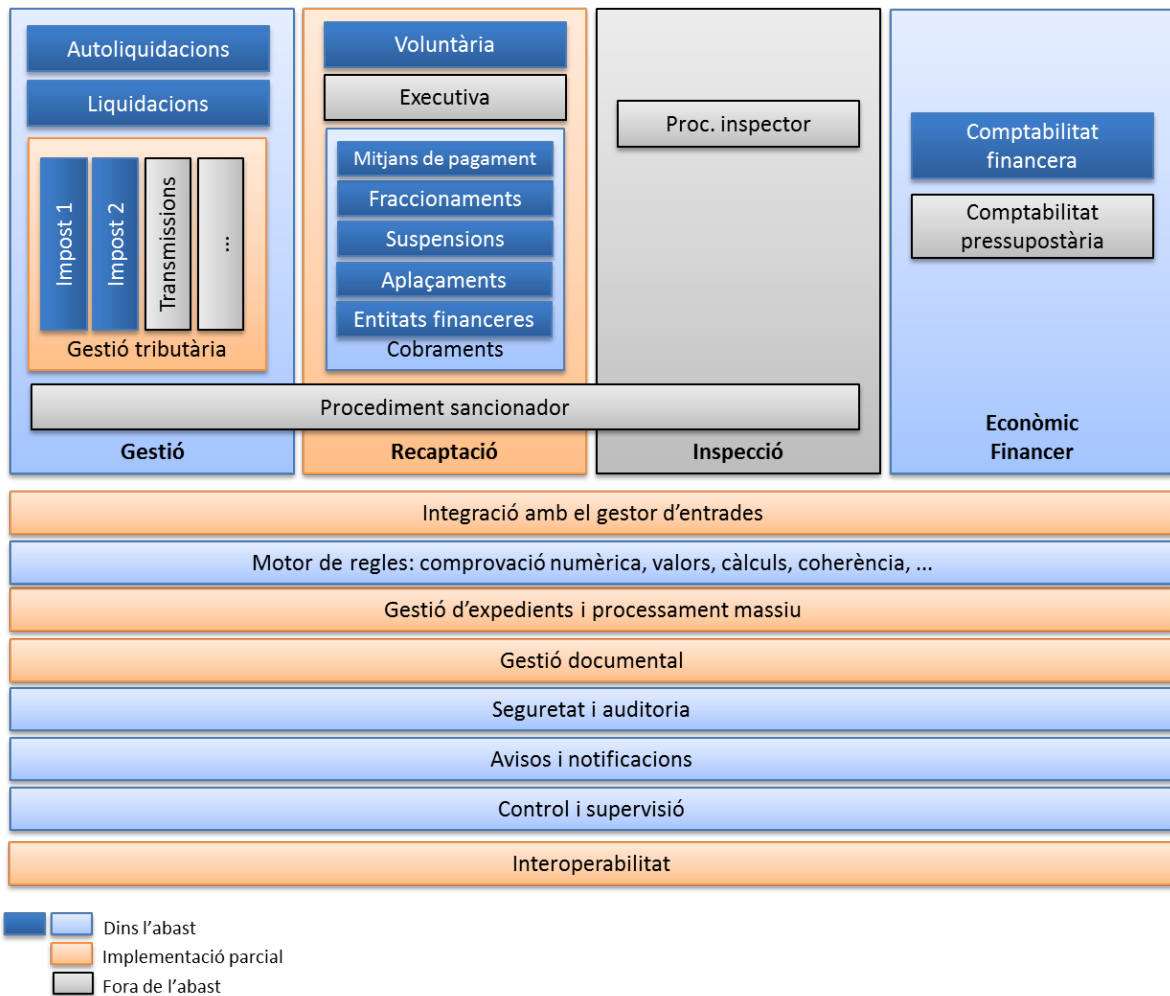 Autoliquidacions
Liquidacions
Impost 1
Impost 2
Transmissions
...
Gestió tributària
Gestió
Voluntària
Executiva
Mitjans de pagament
Fraccionaments
Suspensions
Aplaçaments
Entitats financeres
Cobraments
Recaptació
Proc. inspector
Procediment sancionador
Inspecció
Comptabilitat
financera
Comptabilitat
pressupostària
Econòmic
Financer
Integració amb el gestor d'entrades
Motor de regles: comprovació numèrica, valors, càlculs, coherència, ...
Gestió d'expedients i processament massiu
Gestió documental
Seguretat i auditoria
Avisos i notificacions
Control i supervisió
Interoperabilitat
Dins l'abast
Implementació parcial
Fora de l'abast